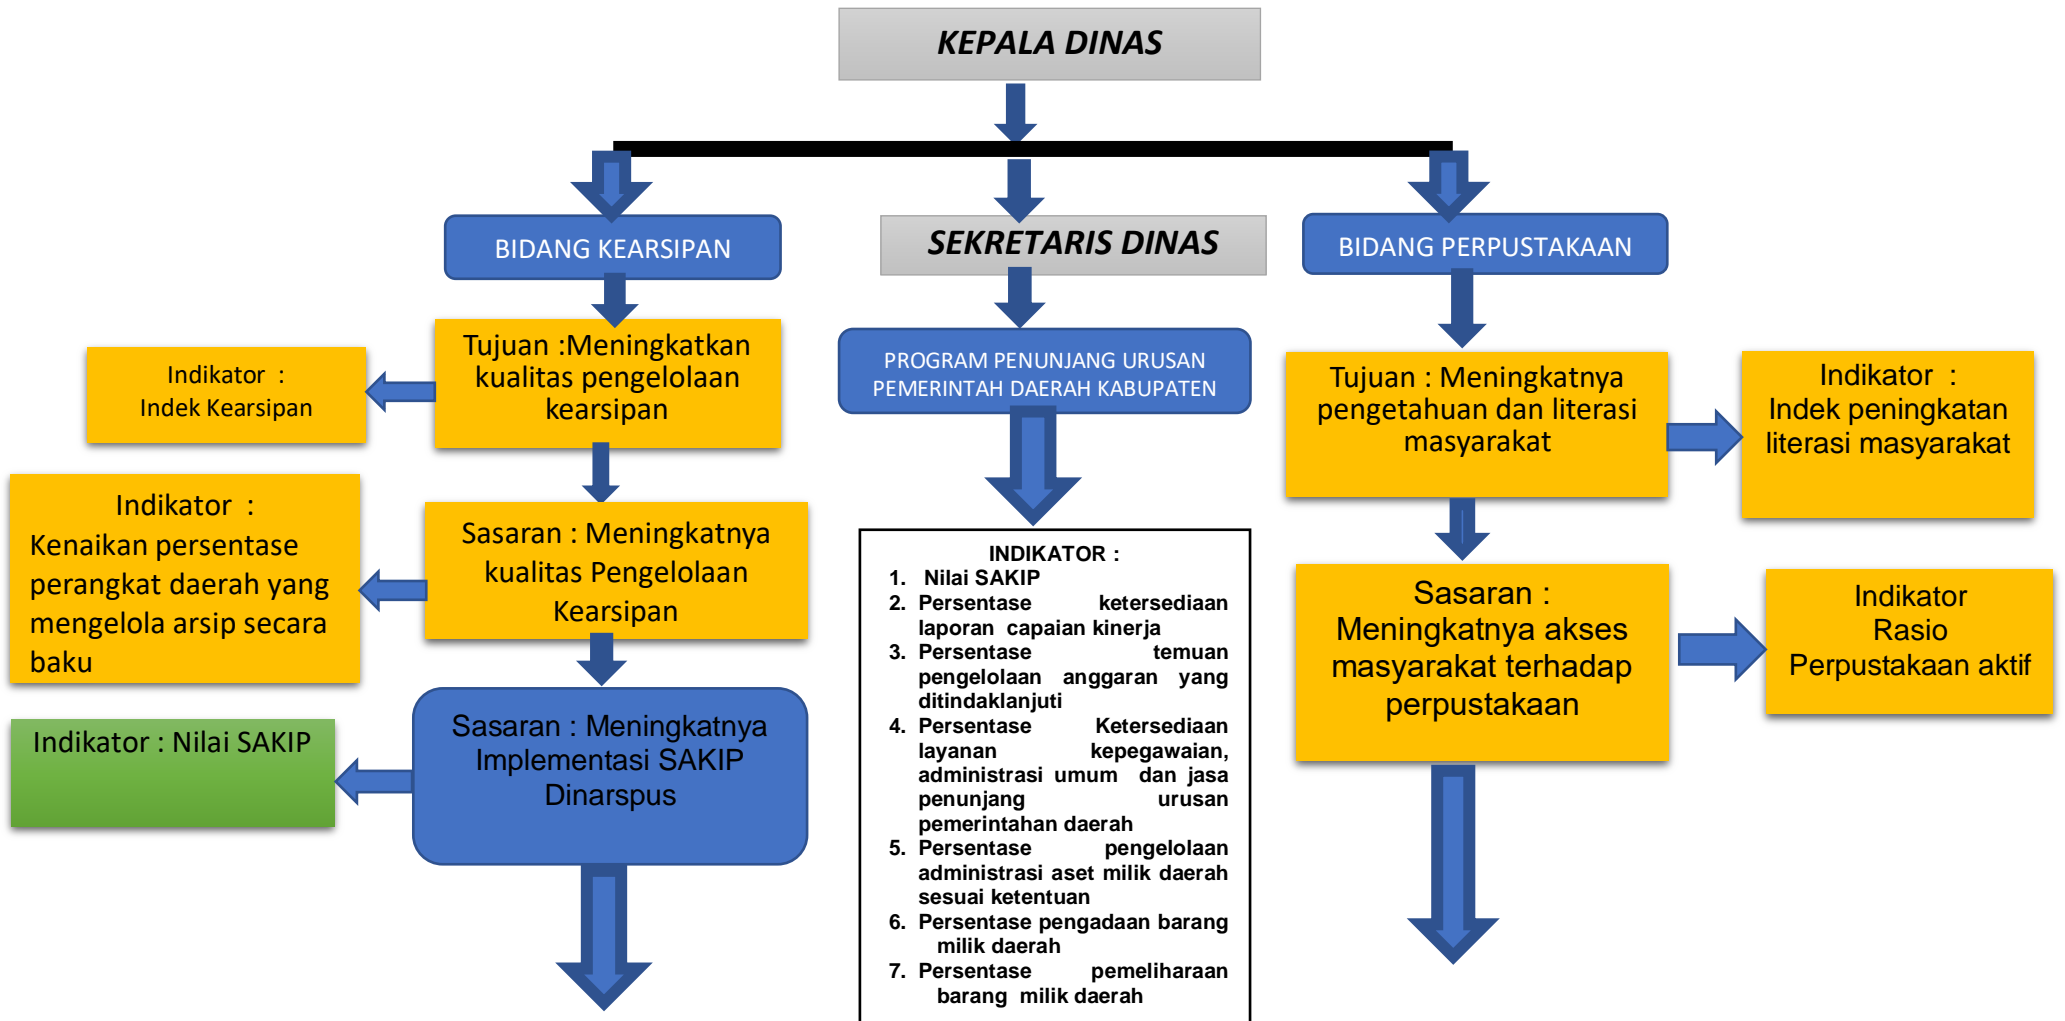 KEPALA DINAS
BIDANG KEARSIPAN
SEKRETARIS DINAS
BIDANG PERPUSTAKAAN
Indikator :
Indek Kearsipan
Tujuan :Meningkatkan
kualitas pengelolaan
kearsipan
PROGRAM PENUNJANG URUSAN
PEMERINTAH DAERAH KABUPATEN
Tujuan : Meningkatnya
pengetahuan dan literasi
masyarakat
Indikator :
Indek peningkatan
literasi masyarakat
Indikator :
Kenaikan persentase
perangkat daerah yang
mengelola arsip secara
baku
Sasaran : Meningkatnya
kualitas Pengelolaan
Kearsipan
INDIKATOR :
1. Nilai SAKIP
2. Persentase ketersediaan
laporan capaian kinerja
3. Persentase temuan
pengelolaan anggaran yang
ditindaklanjuti
4. Persentase Ketersediaan
layanan kepegawaian,
administrasi umum dan jasa
penunjang urusan
pemerintahan daerah
5. Persentase pengelolaan
administrasi aset milik daerah
sesuai ketentuan
6. Persentase pengadaan barang
milik daerah
7. Persentase pemeliharaan
barang milik daerah
Sasaran :
Meningkatnya akses
masyarakat terhadap
perpustakaan
Indikator
Rasio
Perpustakaan aktif
Indikator : Nilai SAKIP
Sasaran : Meningkatnya
Implementasi SAKIP
Dinarspus